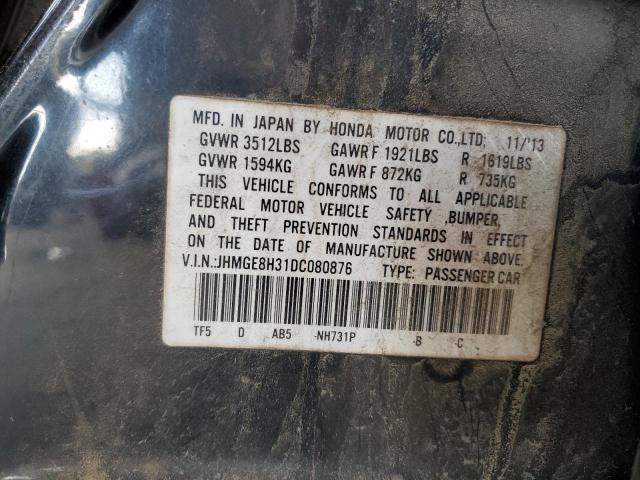 MFD. IN JAPAN BY HONDA MOTOR CO.,LTD; 11/'13
GVWR 3512LBS GAWR F 1921LBS R 1619LBS
GVWR 1594KG GAWR F 872KG R 735KG
THIS VEHICLE CONFORMS TO ALL APPLICABLE
FEDERAL MOTOR VEHICLE SAFETY ,BUMPER,
AND THEFT PREVENTION STANDARDS IN EFFECT
ON THE DATE OF MANUFACTURE SHOWN ABOVE.
V.I.N.:JHMGE8H31DC080876 TYPE: PASSENGER CAR
TF5 D AB5 -NH731P -B -C